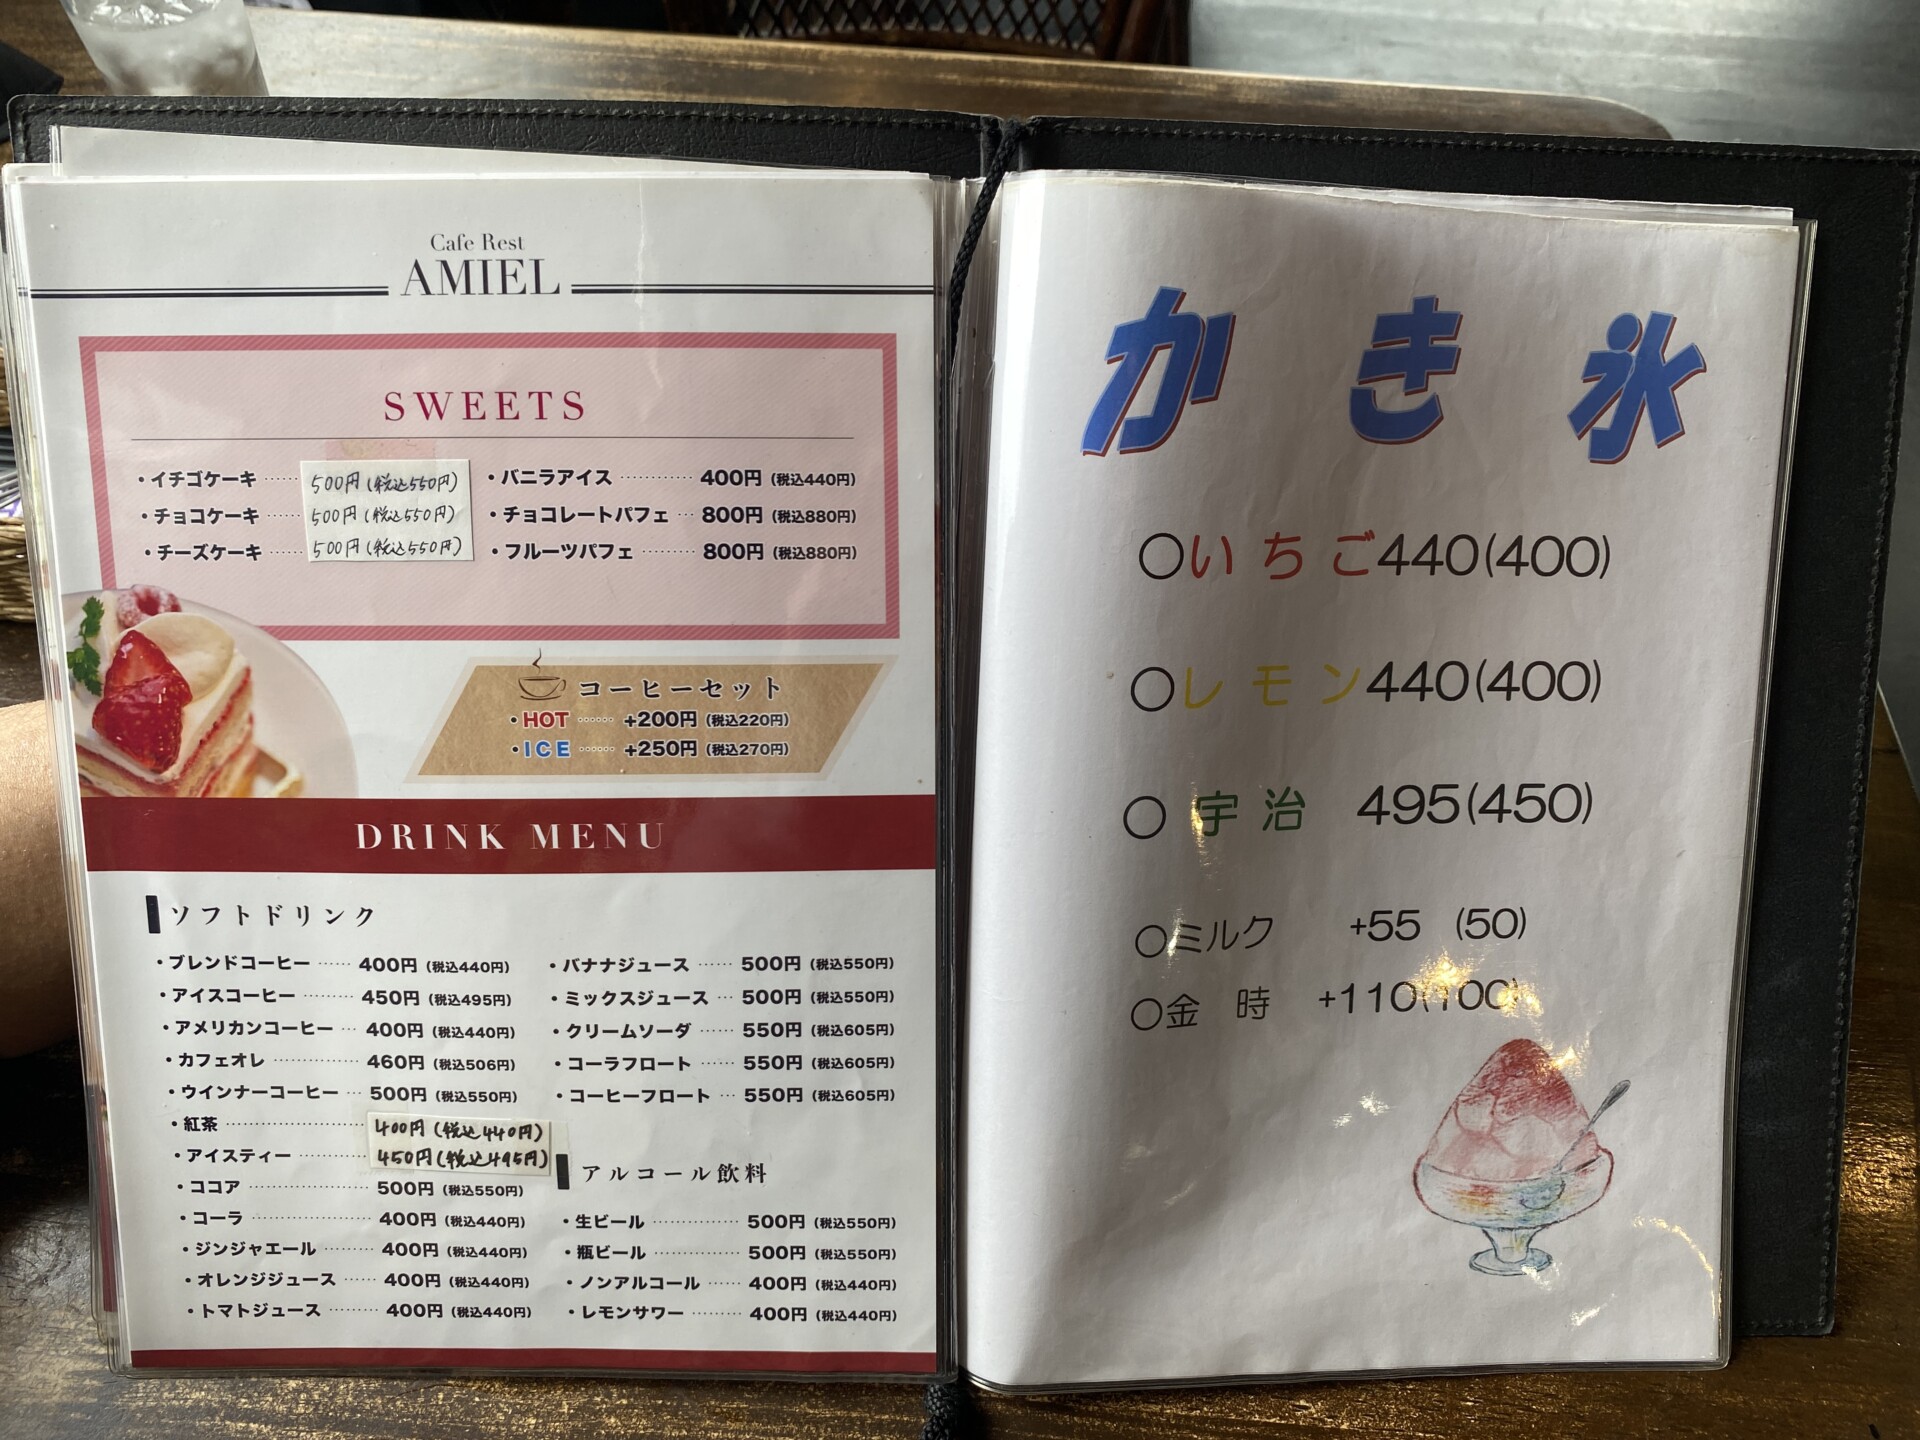 Cafe Rest
AMIEL
SWEETS
・イチゴケーキ …… 500円(税込550円)
・チョコケーキ …… 500円(税込550円)
・チーズケーキ …… 500円(税込550円)
・バニラアイス ………… 400円 (税込440円)
・チョコレートパフェ … 800円 (税込880円)
・フルーツパフェ ……… 800円 (税込880円)
コーヒーセット
・HOT …… +200円 (税込220円)
・ICE …… +250円 (税込270円)
DRINK MENU
ソフトドリンク
・ブレンドコーヒー …… 400円 (税込440円)
・アイスコーヒー ……… 450円 (税込495円)
・アメリカンコーヒー … 400円 (税込440円)
・カフェオレ ………… 460円 (税込506円)
・ウインナーコーヒー … 500円 (税込550円)
・紅茶 ………………… 400円(税込440円)
・アイスティー ……… 450円(税込495円)
・ココア ……………… 500円 (税込550円)
・コーラ ……………… 400円 (税込440円)
・ジンジャエール ……… 400円 (税込440円)
・オレンジジュース …… 400円 (税込440円)
・トマトジュース ……… 400円 (税込440円)
・バナナジュース …… 500円 (税込550円)
・ミックスジュース … 500円 (税込550円)
・クリームソーダ …… 550円 (税込605円)
・コーラフロート …… 550円 (税込605円)
・コーヒーフロート … 550円 (税込605円)
アルコール飲料
・生ビール ………… 500円 (税込550円)
・瓶ビール ………… 500円 (税込550円)
・ノンアルコール …… 400円 (税込440円)
・レモンサワー ……… 400円 (税込440円)
かき氷
○いちご440(400)
○レモン440(400)
○ 宇治 495(450)
○ミルク +55 (50)
○金時 +110(100)